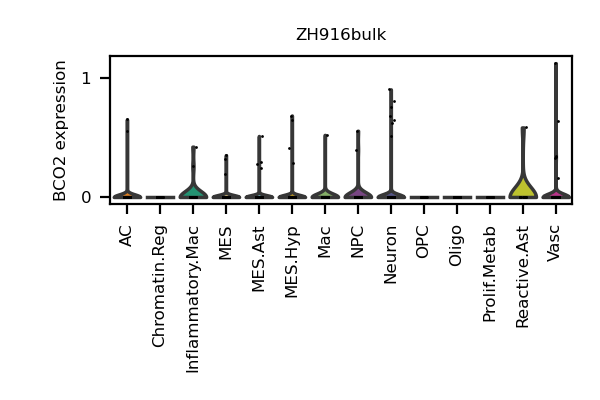 ZH916bulk
BCO2 expression
1
0
AC
Chromatin.Reg
Inflammatory.Mac
MES
MES.Ast
MES.Hyp
Mac
NPC
Neuron
OPC
Oligo
Prolif.Metab
Reactive.Ast
Vasc